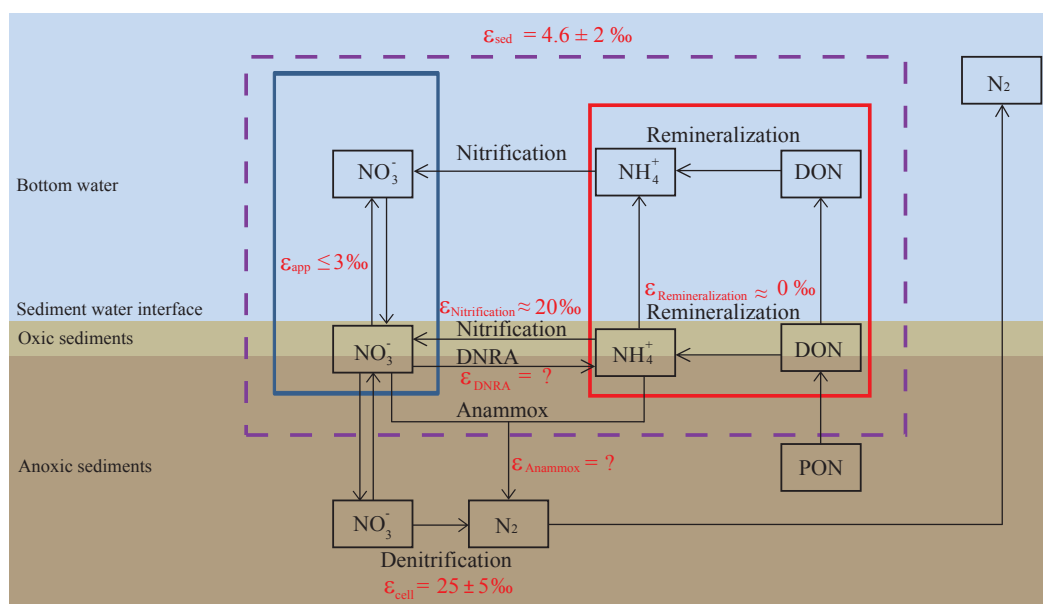 ε_sed = 4.6 ± 2 ‰
N₂
Remineralization
Nitrification
NO₃⁻
NH₄⁺
DON
Bottom water
ε_app ≤ 3‰
ε_Remineralization ≈ 0 ‰
Sediment water interface
ε_Nitrification ≈ 20‰
Remineralization
Oxic sediments
Nitrification
NO₃⁻
NH₄⁺
DON
DNRA
ε_DNRA = ?
Anammox
Anoxic sediments
ε_Anammox = ?
PON
NO₃⁻
N₂
Denitrification
ε_cell = 25 ± 5‰